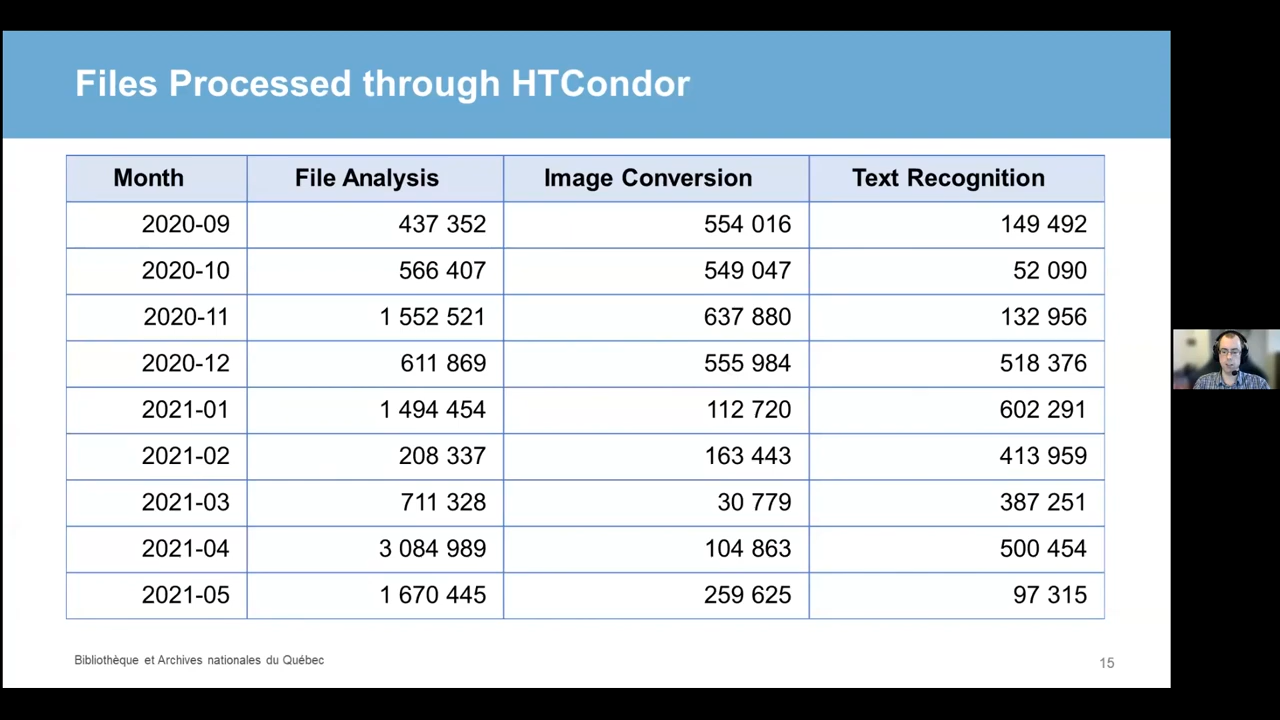 Files Processed through HTCondor
Month File Analysis Image Conversion Text Recognition
2020-09 437 352 554 016 149 492
2020-10 566 407 549 047 52 090
2020-11 1 552 521 637 880 132 956
2020-12 611 869 555 984 518 376
2021-01 1 494 454 112 720 602 291
2021-02 208 337 163 443 413 959
2021-03 711 328 30 779 387 251
2021-04 3 084 989 104 863 500 454
2021-05 1 670 445 259 625 97 315
Bibliothèque et Archives nationales du Québec 15